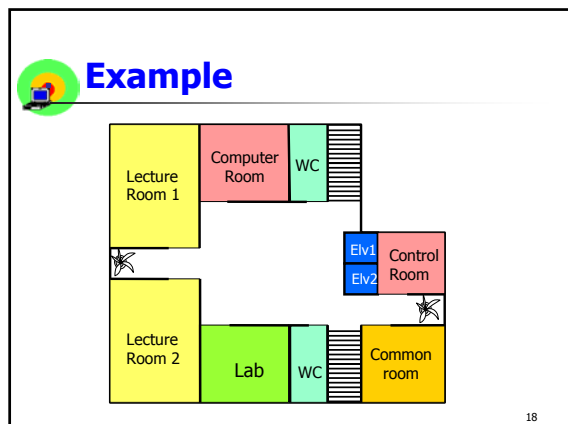 Example
Lecture
Room 1
Computer
Room
WC
Elv1
Elv2
Control
Room
Lecture
Room 2
Lab
WC
Common
room
18